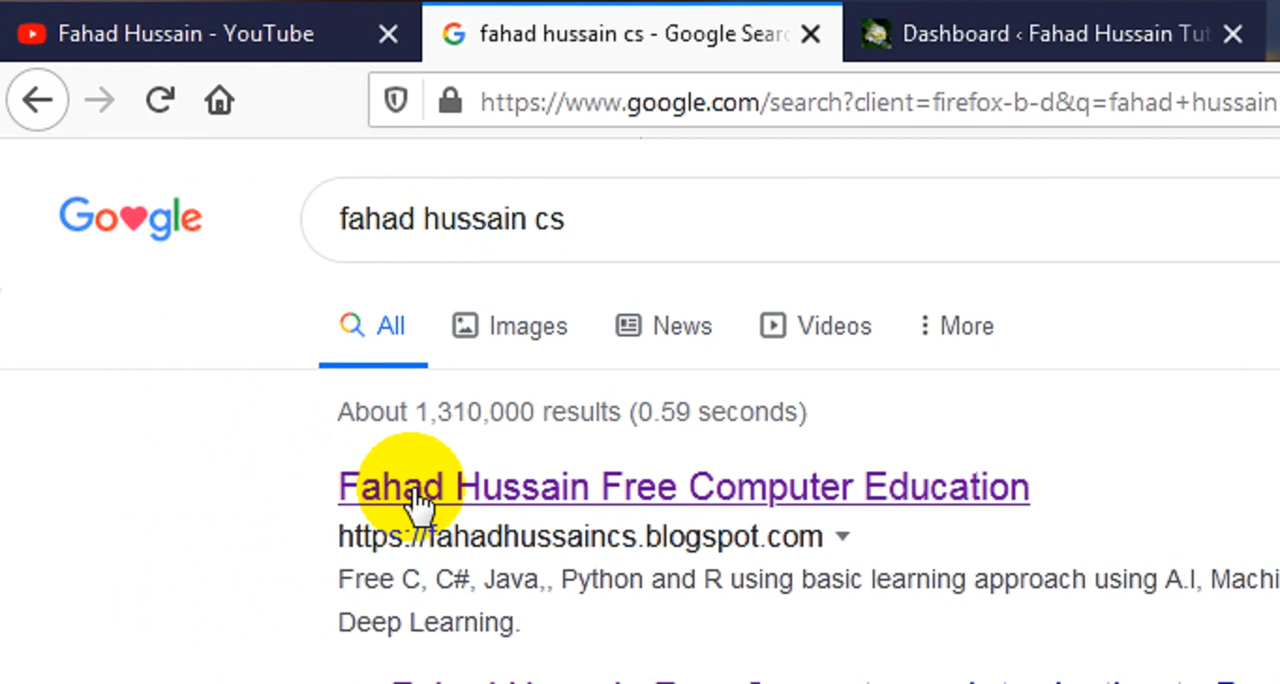 Fahad Hussain - YouTube
fahad hussain cs - Google Sear
Dashboard ‹ Fahad Hussain Tut
https://www.google.com/search?client=firefox-b-d&q=fahad+hussain
Google
fahad hussain cs
All
Images
News
Videos
More
About 1,310,000 results (0.59 seconds)
Fahad Hussain Free Computer Education
https://fahadhussaincs.blogspot.com
Free C, C#, Java,, Python and R using basic learning approach using A.I, Machi
Deep Learning.